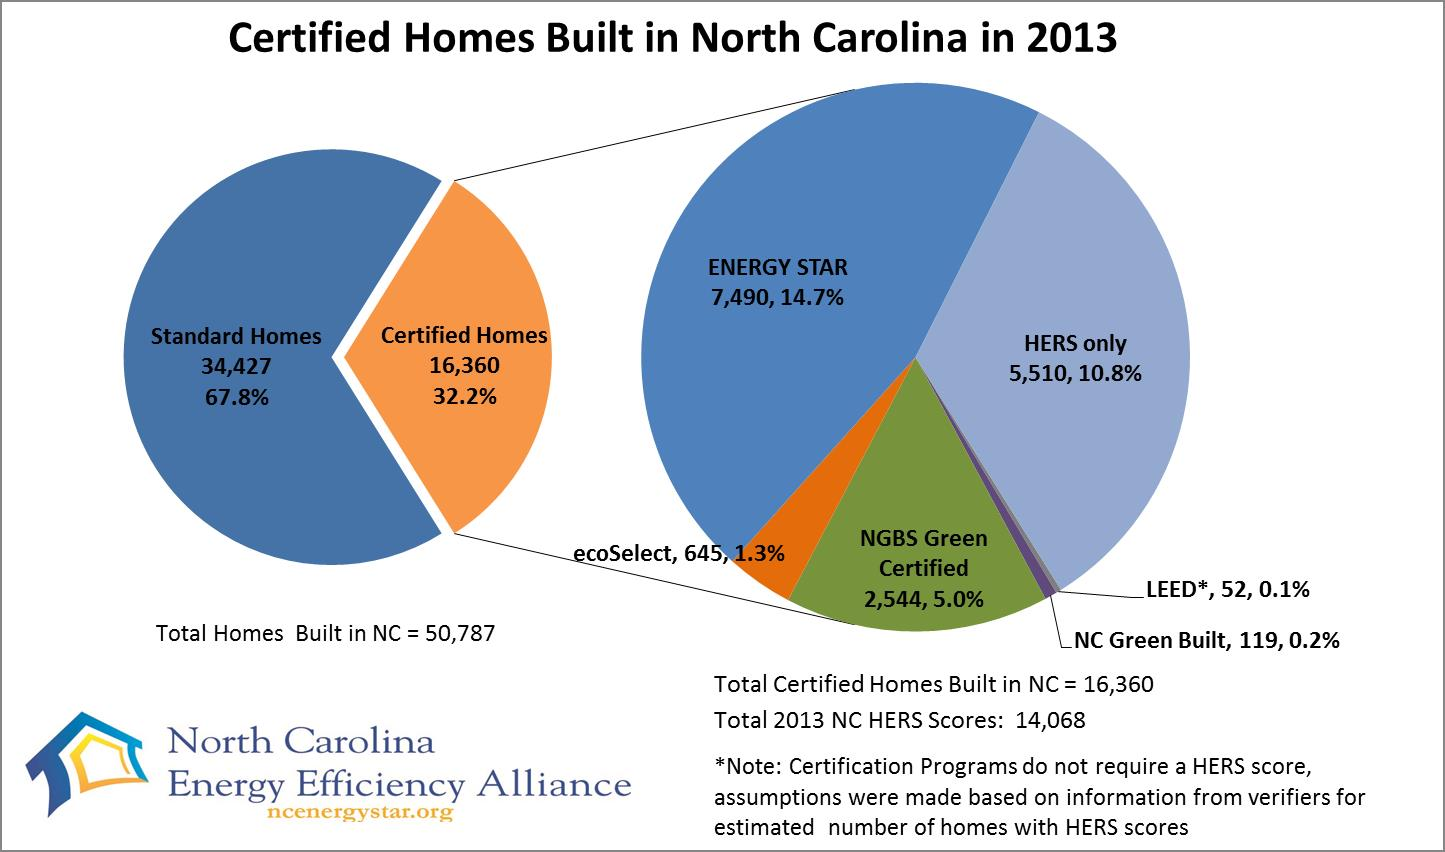 Certified Homes Built in North Carolina in 2013
Standard Homes
34,427
67.8%
Certified Homes
16,360
32.2%
ENERGY STAR
7,490, 14.7%
HERS only
5,510, 10.8%
ecoSelect, 645, 1.3%
NGBS Green
Certified
2,544, 5.0%
LEED*, 52, 0.1%
NC Green Built, 119, 0.2%
Total Homes Built in NC = 50,787
Total Certified Homes Built in NC = 16,360
Total 2013 NC HERS Scores: 14,068
*Note: Certification Programs do not require a HERS score,
assumptions were made based on information from verifiers for
estimated number of homes with HERS scores
North Carolina
Energy Efficiency Alliance
ncenergystar.org